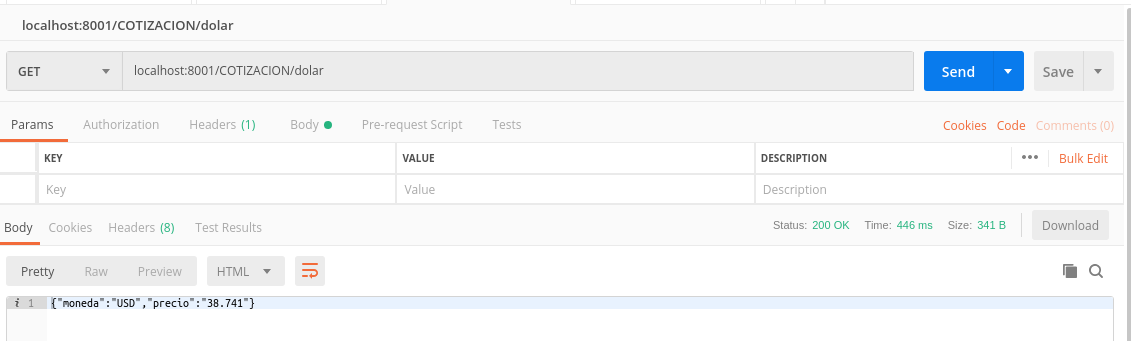 localhost:8001/COTIZACION/dolar
GET localhost:8001/COTIZACION/dolar Send Save
Params Authorization Headers (1) Body Pre-request Script Tests Cookies Code Comments (0)
KEY VALUE DESCRIPTION ••• Bulk Edit
Key Value Description
Body Cookies Headers (8) Test Results Status: 200 OK Time: 446 ms Size: 341 B Download
Pretty Raw Preview HTML
i 1 {"moneda":"USD","precio":"38.741"}